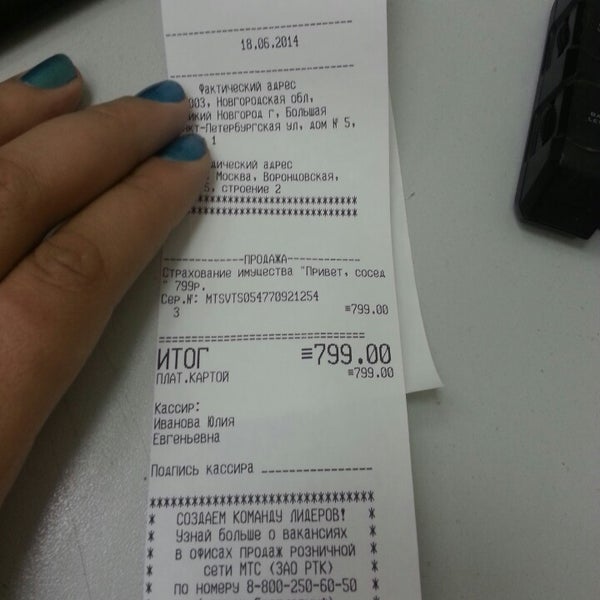 18.06.2014
Фактический адрес
003, Новгородская обл,
икий Новгород г, Большая
нкт-Петербургская ул, дом № 5,
1
дический адрес
Москва, Воронцовская,
5, строение 2
***********************************
***********************************
-------------ПРОДАЖА------------
Страхование имущества "Привет, сосед
" 799р.
Сер.№: MTSVTS054770921254
3 ≡799.00
================================
ИТОГ ≡799.00
ПЛАТ.КАРТОЙ ≡799.00
Кассир:
Иванова Юлия
Евгеньевна
Подпись кассира ________________
***********************************
* СОЗДАЕМ КОМАНДУ ЛИДЕРОВ! *
* Узнай больше о вакансиях *
* в офисах продаж розничной *
* сети МТС (ЗАО РТК) *
* по номеру 8-800-250-60-50 *